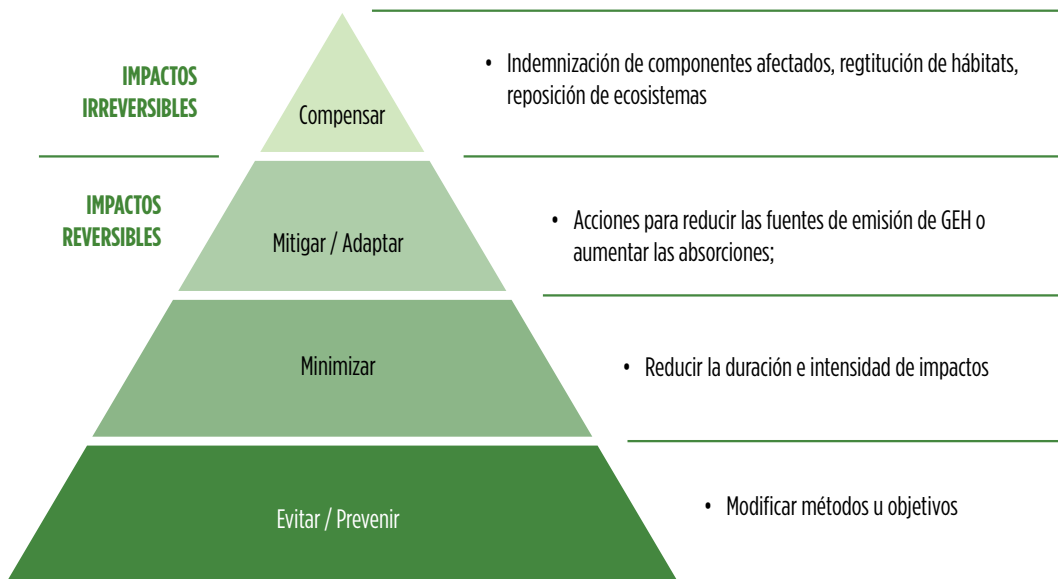 IMPACTOS
IRREVERSIBLES
Compensar
• Indemnización de componentes afectados, regtitución de hábitats,
reposición de ecosistemas
IMPACTOS
REVERSIBLES
Mitigar / Adaptar
• Acciones para reducir las fuentes de emisión de GEH o
aumentar las absorciones;
Minimizar
• Reducir la duración e intensidad de impactos
Evitar / Prevenir
• Modificar métodos u objetivos